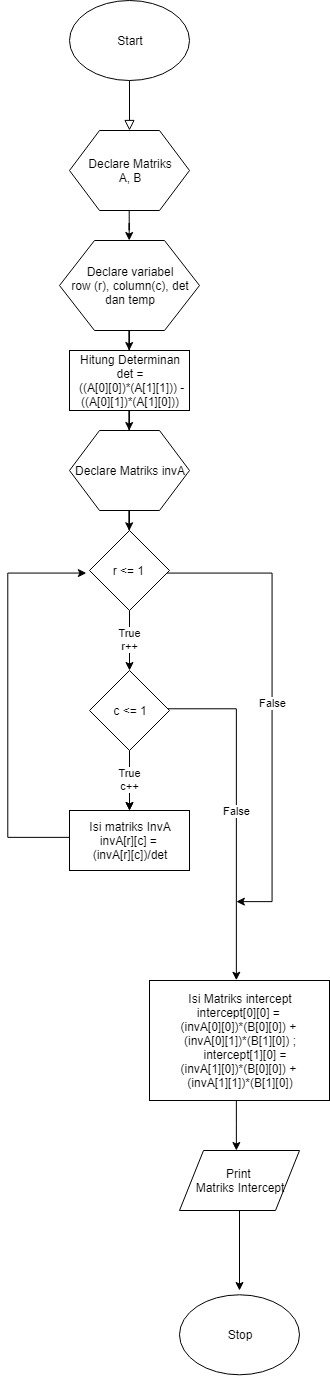 Start
Declare Matriks
A, B
Declare variabel
row (r), column(c), det
dan temp
Hitung Determinan
det =
((A[0][0])*(A[1][1])) -
((A[0][1])*(A[1][0]))
Declare Matriks invA
r <= 1
True
r++
False
c <= 1
True
c++
False
Isi matriks InvA
invA[r][c] =
(invA[r][c])/det
Isi Matriks intercept
intercept[0][0] =
(invA[0][0])*(B[0][0]) +
(invA[0][1])*(B[1][0]) ;
intercept[1][0] =
(invA[1][0])*(B[0][0]) +
(invA[1][1])*(B[1][0])
Print
Matriks Intercept
Stop